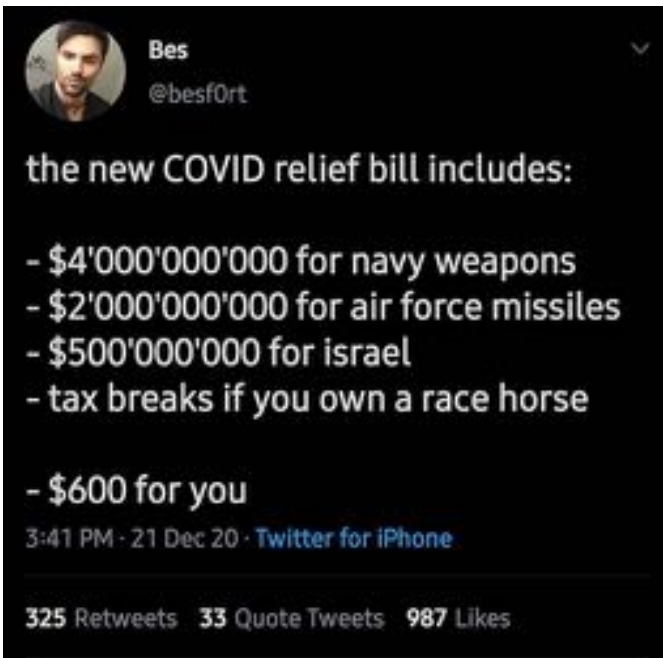 Bes
@besf0rt
the new COVID relief bill includes:
- $4'000'000'000 for navy weapons
- $2'000'000'000 for air force missiles
- $500'000'000 for israel
- tax breaks if you own a race horse
- $600 for you
3:41 PM · 21 Dec 20 · Twitter for iPhone
325 Retweets 33 Quote Tweets 987 Likes